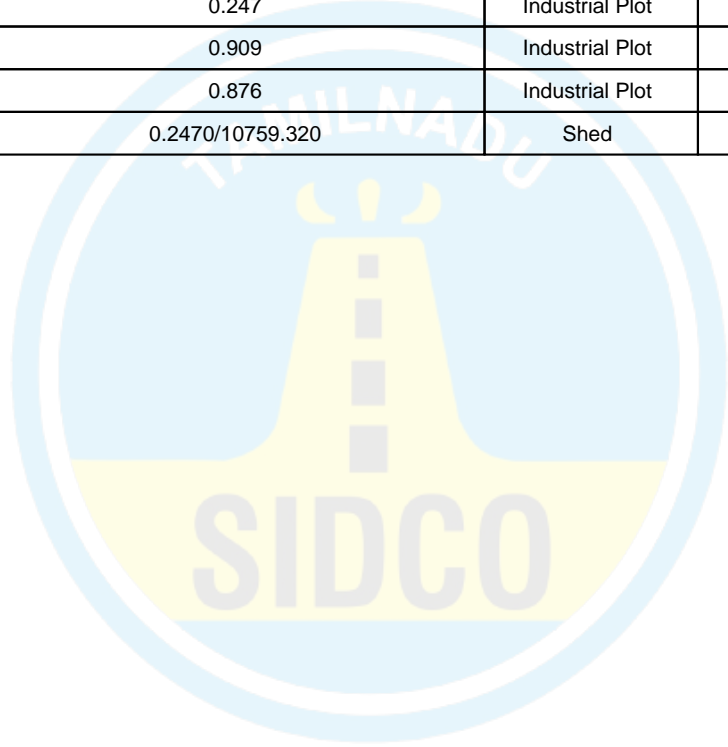 0.247 Industrial Plot
0.909 Industrial Plot
0.876 Industrial Plot
0.2470/10759.320 Shed
TAMILNADU
SIDCO